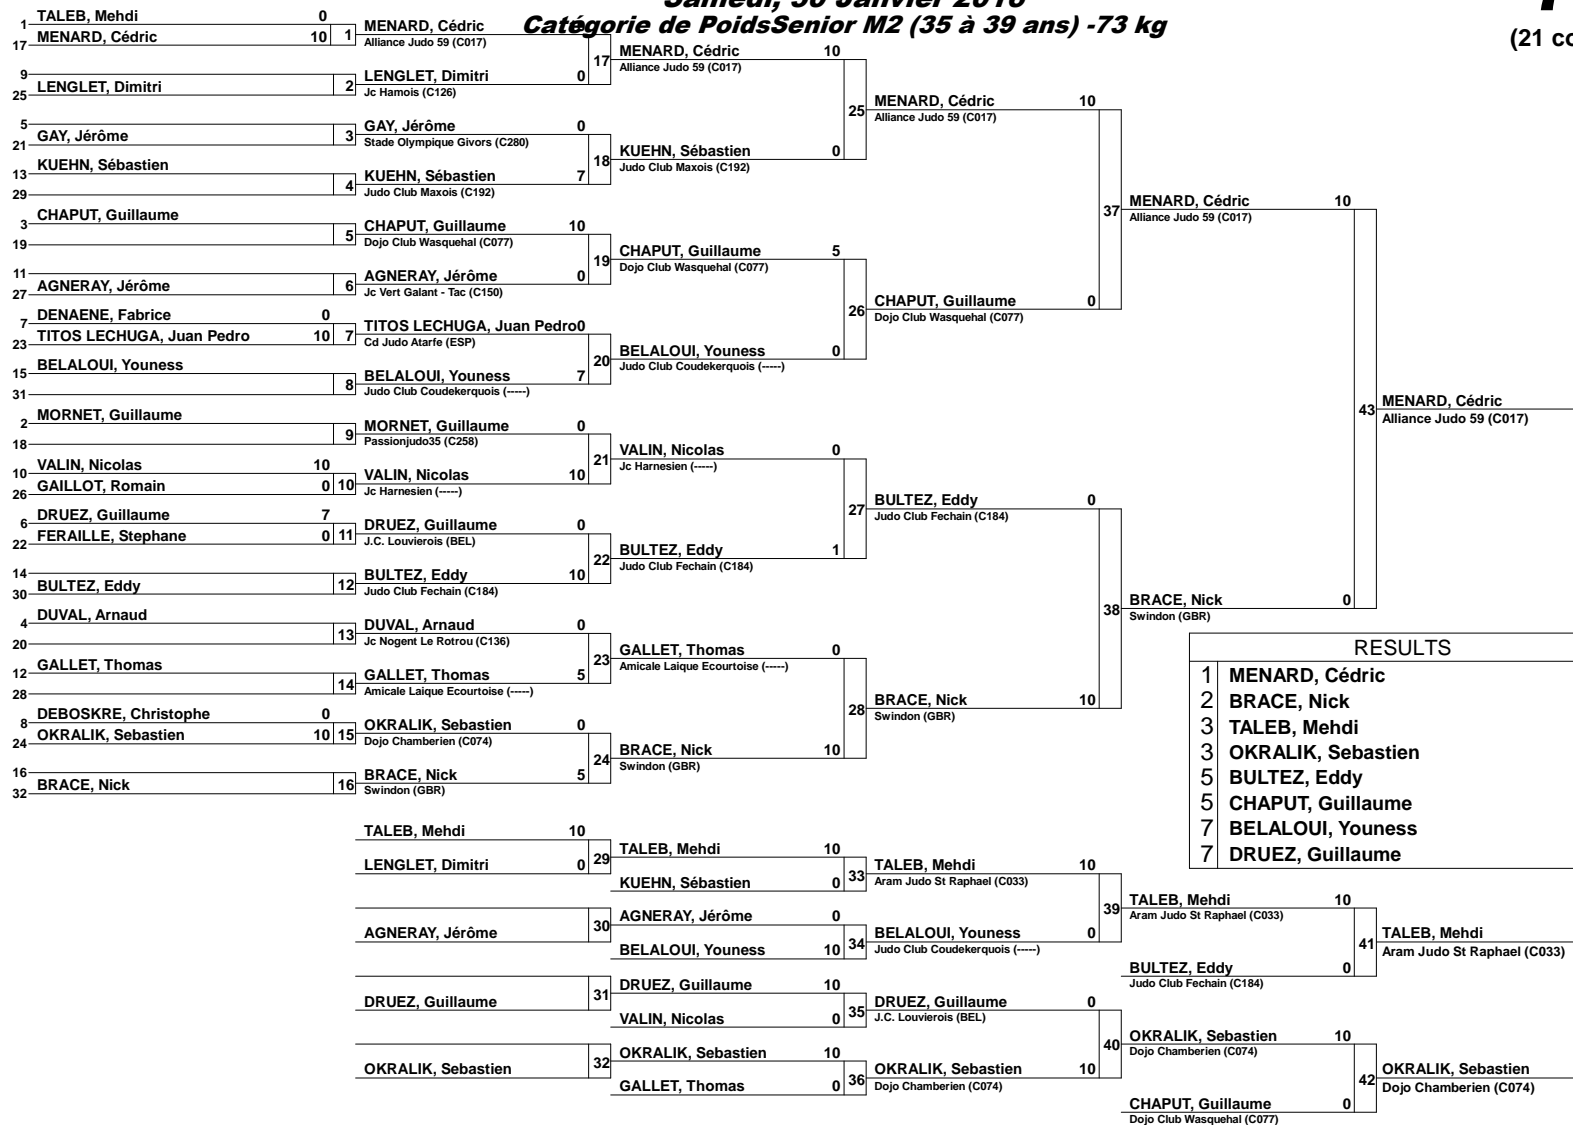 Catégorie de PoidsSenior M2 (35 à 39 ans) -73 kg
1 TALEB, Mehdi 0
17 MENARD, Cédric 10 1
9
25 LENGLET, Dimitri 2
5
21 GAY, Jérôme 3
13 KUEHN, Sébastien
29 4
3 CHAPUT, Guillaume
19 5
11
27 AGNERAY, Jérôme 6
7 DENAENE, Fabrice 0
23 TITOS LECHUGA, Juan Pedro 10 7
15 BELALOUI, Youness
31 8
2 MORNET, Guillaume
18 9
10 VALIN, Nicolas 10
26 GAILLOT, Romain 0 10
6 DRUEZ, Guillaume 7
22 FERAILLE, Stephane 0 11
14
30 BULTEZ, Eddy 12
4 DUVAL, Arnaud
20 13
12 GALLET, Thomas
28 14
8 DEBOSKRE, Christophe 0
24 OKRALIK, Sebastien 10 15
16
32 BRACE, Nick 16
MENARD, Cédric
Alliance Judo 59 (C017)
17
LENGLET, Dimitri 0
Jc Hamois (C126)
GAY, Jérôme 0
Stade Olympique Givors (C280)
18
KUEHN, Sébastien 7
Judo Club Maxois (C192)
CHAPUT, Guillaume 10
Dojo Club Wasquehal (C077)
19
AGNERAY, Jérôme 0
Jc Vert Galant - Tac (C150)
TITOS LECHUGA, Juan Pedro0
Cd Judo Atarfe (ESP)
20
BELALOUI, Youness 7
Judo Club Coudekerquois (-----)
MORNET, Guillaume 0
Passionjudo35 (C258)
21
VALIN, Nicolas 10
Jc Harnesien (-----)
DRUEZ, Guillaume 0
J.C. Louvierois (BEL)
22
BULTEZ, Eddy 10
Judo Club Fechain (C184)
DUVAL, Arnaud 0
Jc Nogent Le Rotrou (C136)
23
GALLET, Thomas 5
Amicale Laique Ecourtoise (-----)
OKRALIK, Sebastien 0
Dojo Chamberien (C074)
24
BRACE, Nick 5
Swindon (GBR)
MENARD, Cédric 10
Alliance Judo 59 (C017)
25
KUEHN, Sébastien 0
Judo Club Maxois (C192)
CHAPUT, Guillaume 5
Dojo Club Wasquehal (C077)
26
BELALOUI, Youness 0
Judo Club Coudekerquois (-----)
VALIN, Nicolas 0
Jc Harnesien (-----)
27
BULTEZ, Eddy 1
Judo Club Fechain (C184)
GALLET, Thomas 0
Amicale Laique Ecourtoise (-----)
28
BRACE, Nick 10
Swindon (GBR)
MENARD, Cédric 10
Alliance Judo 59 (C017)
37
CHAPUT, Guillaume 0
Dojo Club Wasquehal (C077)
BULTEZ, Eddy 0
Judo Club Fechain (C184)
38
BRACE, Nick 10
Swindon (GBR)
MENARD, Cédric 10
Alliance Judo 59 (C017)
43
BRACE, Nick 0
Swindon (GBR)
MENARD, Cédric
Alliance Judo 59 (C017)
RESULTS
1 MENARD, Cédric
2 BRACE, Nick
3 TALEB, Mehdi
3 OKRALIK, Sebastien
5 BULTEZ, Eddy
5 CHAPUT, Guillaume
7 BELALOUI, Youness
7 DRUEZ, Guillaume
TALEB, Mehdi 10
29
LENGLET, Dimitri 0
30
AGNERAY, Jérôme
31
DRUEZ, Guillaume
32
OKRALIK, Sebastien
TALEB, Mehdi 10
33
KUEHN, Sébastien 0
AGNERAY, Jérôme 0
34
BELALOUI, Youness 10
DRUEZ, Guillaume 10
35
VALIN, Nicolas 0
OKRALIK, Sebastien 10
36
GALLET, Thomas 0
TALEB, Mehdi 10
Aram Judo St Raphael (C033)
39
BELALOUI, Youness 0
Judo Club Coudekerquois (-----)
DRUEZ, Guillaume 0
J.C. Louvierois (BEL)
40
OKRALIK, Sebastien 10
Dojo Chamberien (C074)
TALEB, Mehdi 10
Aram Judo St Raphael (C033)
41
BULTEZ, Eddy 0
Judo Club Fechain (C184)
OKRALIK, Sebastien 10
Dojo Chamberien (C074)
42
CHAPUT, Guillaume 0
Dojo Club Wasquehal (C077)
TALEB, Mehdi
Aram Judo St Raphael (C033)
OKRALIK, Sebastien
Dojo Chamberien (C074)